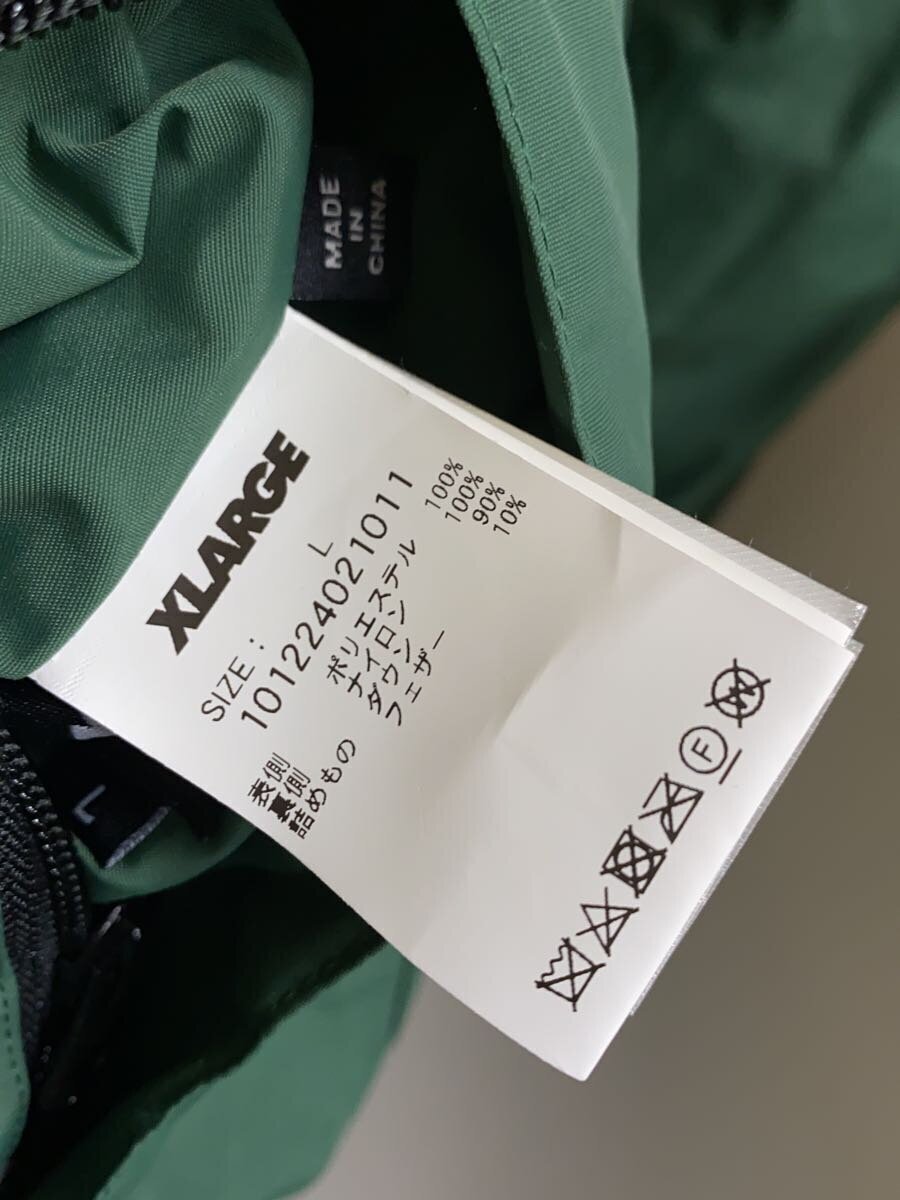 MADE
IN
CHINA
XLARGE
SIZE : L
101224021011
表側 ポリエステル 100%
裏側 ナイロン 100%
詰めもの ダウン 90%
フェザー 10%
F
W
L